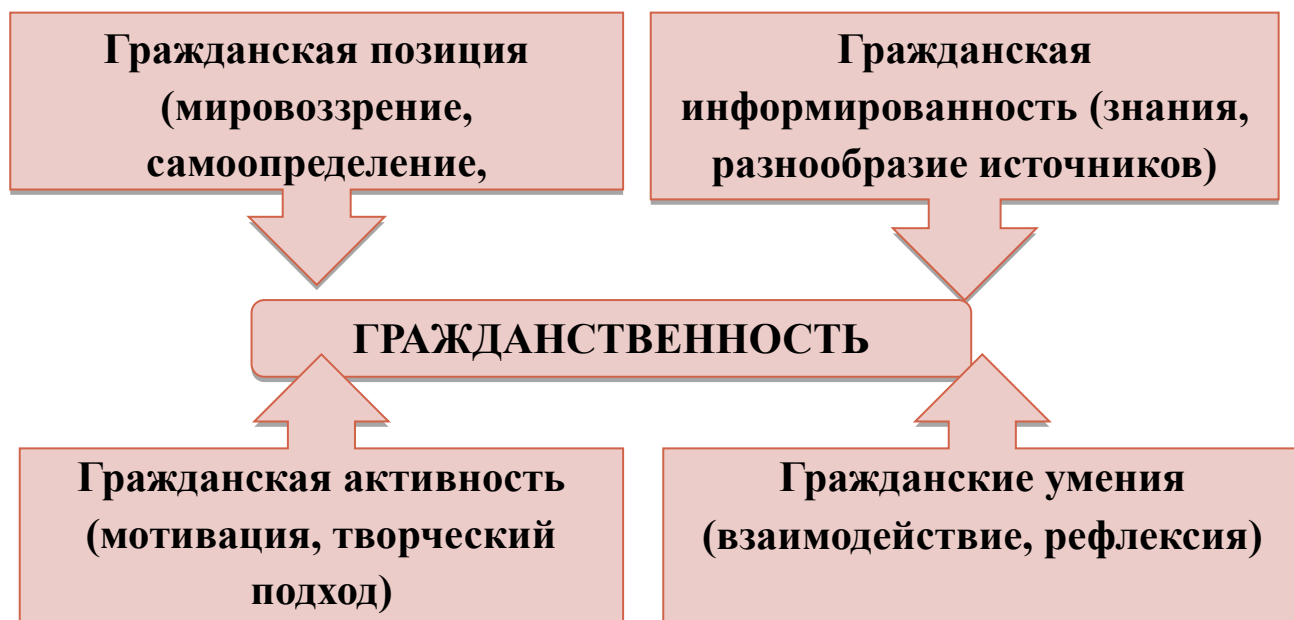 Гражданская позиция
(мировоззрение,
самоопределение,
Гражданская
информированность (знания,
разнообразие источников)
ГРАЖДАНСТВЕННОСТЬ
Гражданская активность
(мотивация, творческий
подход)
Гражданские умения
(взаимодействие, рефлексия)